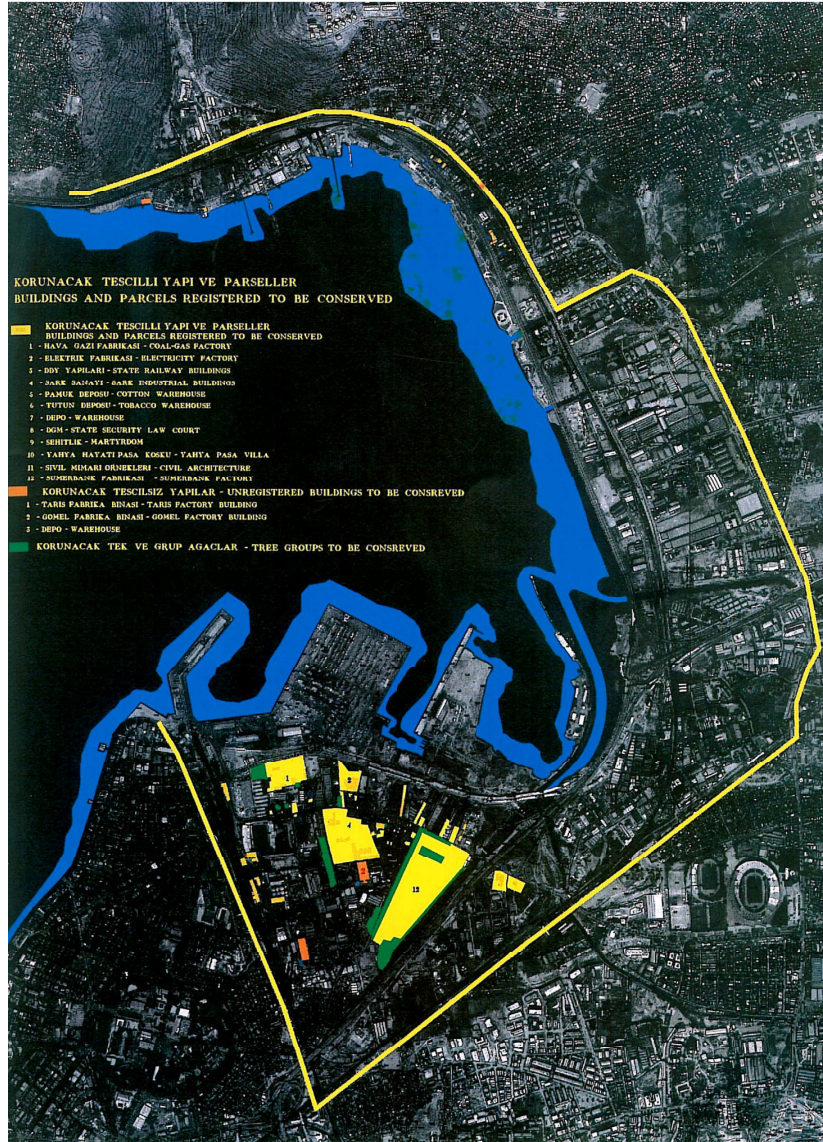 KORUNACAK TESCILLI YAPI VE PARSELLER
BUILDINGS AND PARCELS REGISTERED TO BE CONSERVED
KORUNACAK TESCILLI YAPI VE PARSELLER
BUILDINGS AND PARCELS REGISTERED TO BE CONSERVED
1 - HAVA GAZI FABRIKASI - COAL-GAS FACTORY
2 - ELEKTRIK FABRIKASI - ELECTRICITY FACTORY
3 - DDY YAPILARI - STATE RAILWAY BUILDINGS
4 - SARK SANAYI - SARK INDUSTRIAL BUILDINGS
5 - PAMUK DEPOSU - COTTON WAREHOUSE
6 - TUTUN DEPOSU - TOBACCO WAREHOUSE
7 - DEPO - WAREHOUSE
8 - DGM - STATE SECURITY LAW COURT
9 - SEHITLIK - MARTYRDOM
10 - YAHYA HAYATI PASA KOSKU - YAHYA PASA VILLA
11 - SIVIL MIMARI ORNEKLERI - CIVIL ARCHITECTURE
12 - SUMERBANK FABRIKASI - SUMERBANK FACTORY
KORUNACAK TESCILSIZ YAPILAR - UNREGISTERED BUILDINGS TO BE CONSREVED
1 - TARIS FABRIKA BINASI - TARIS FACTORY BUILDING
2 - GOMEL FABRIKA BINASI - GOMEL FACTORY BUILDING
3 - DEPO - WAREHOUSE
KORUNACAK TEK VE GRUP AGACLAR - TREE GROUPS TO BE CONSREVED
1
4
2
12